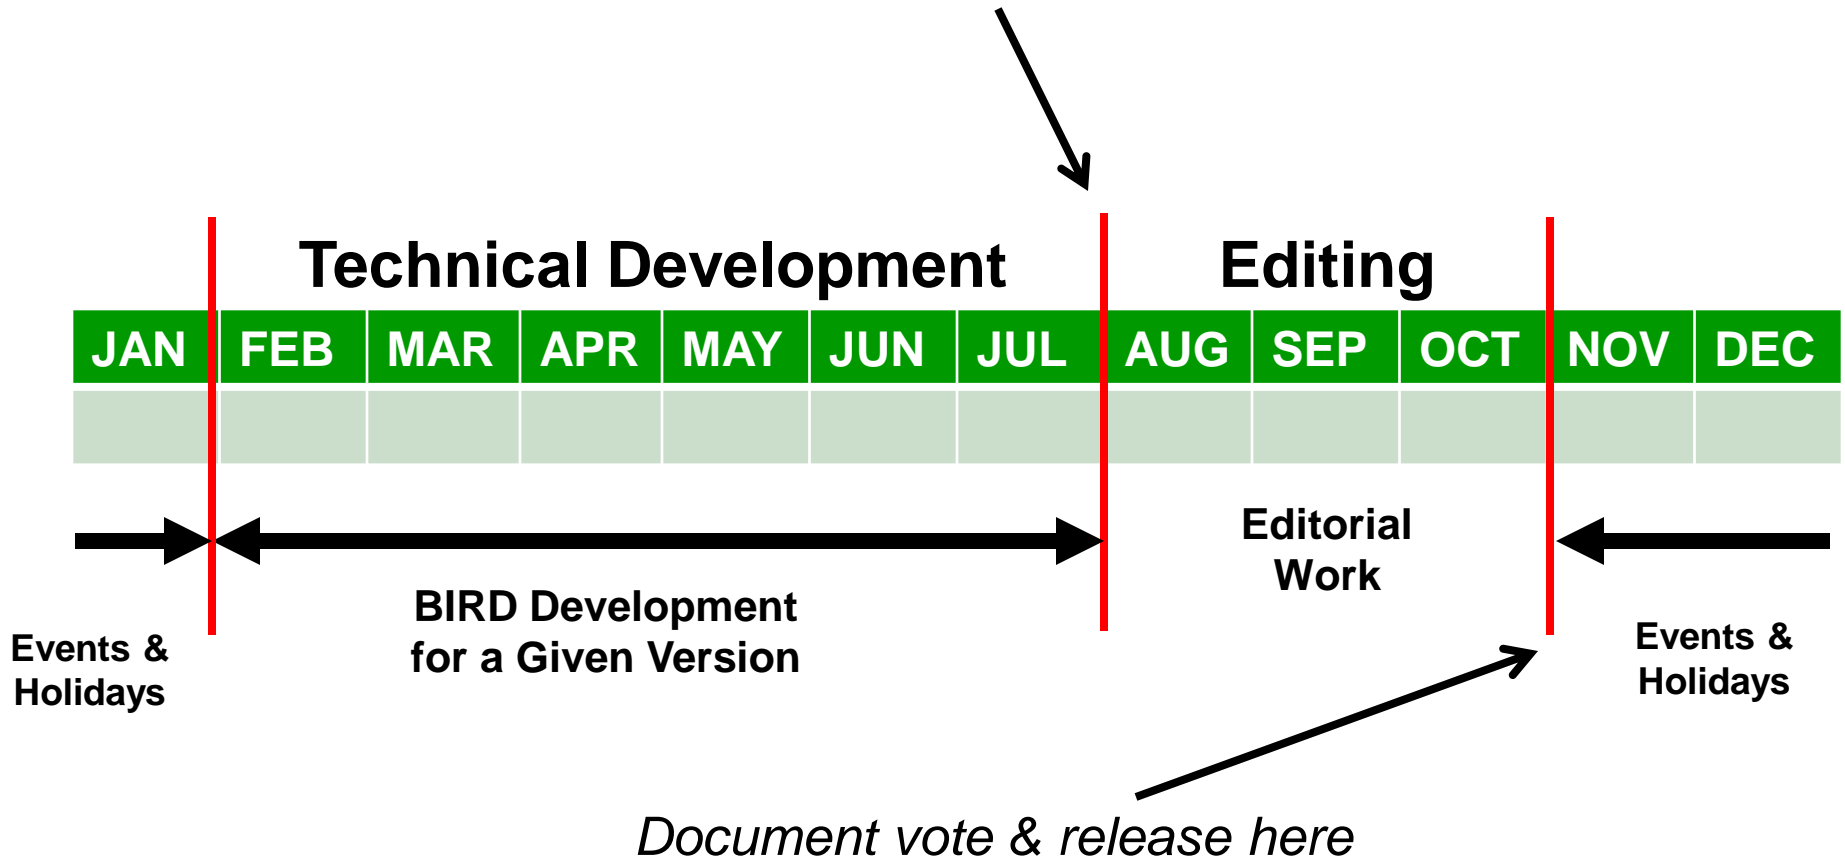 Technical Development
Editing
JAN FEB MAR APR MAY JUN JUL AUG SEP OCT NOV DEC
Editorial
Work
BIRD Development
for a Given Version
Events &
Holidays
Events &
Holidays
Document vote & release here